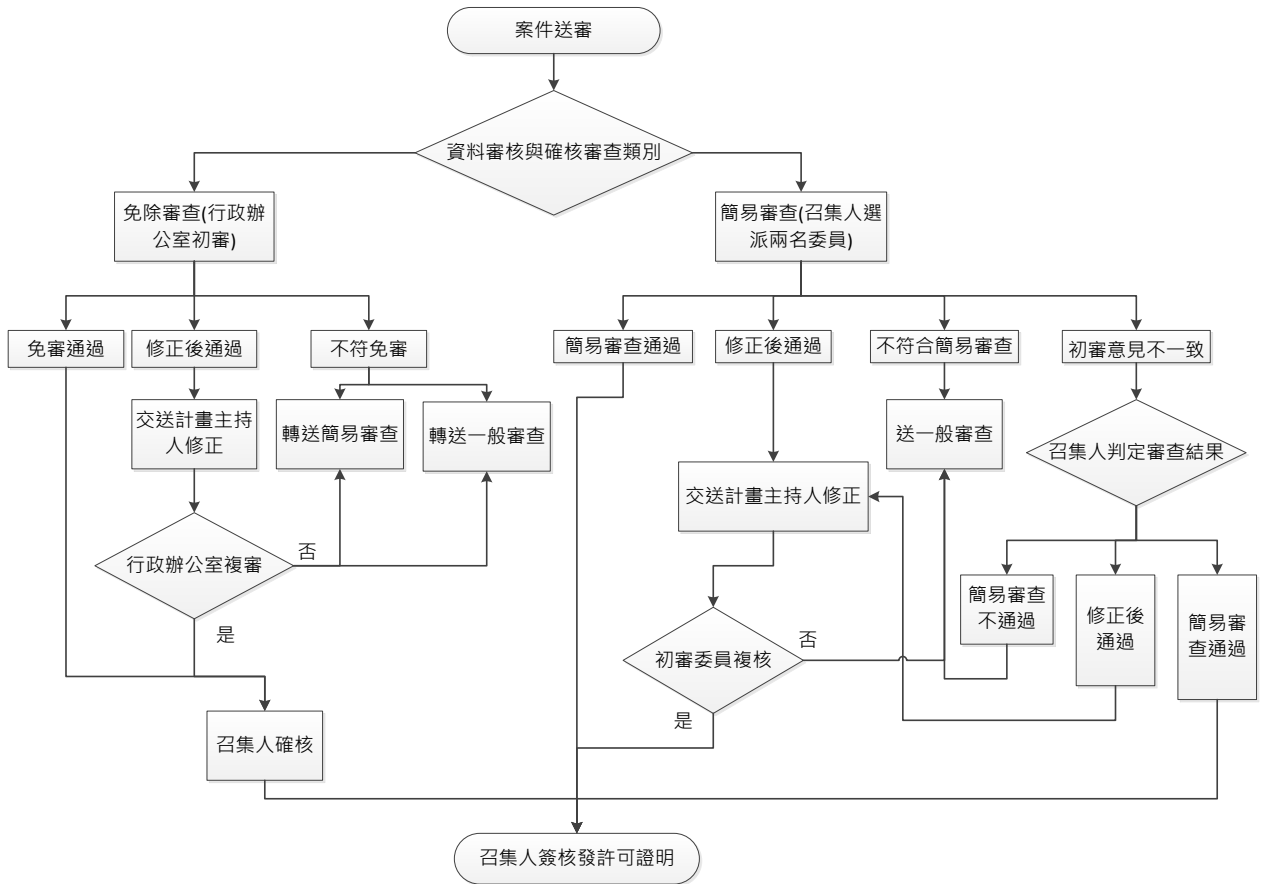 案件送審
資料審核與確核審查類別
免除審查(行政辦
公室初審)
簡易審查(召集人選
派兩名委員)
免審通過
修正後通過
不符免審
簡易審查通過
修正後通過
不符合簡易審查
初審意見不一致
交送計畫主持
人修正
轉送簡易審查
轉送一般審查
送一般審查
召集人判定審查結果
交送計畫主持人修正
行政辦公室複審
否
是
簡易審查
不通過
修正後
通過
簡易審
查通過
初審委員複核
否
是
召集人確核
召集人簽核發許可證明